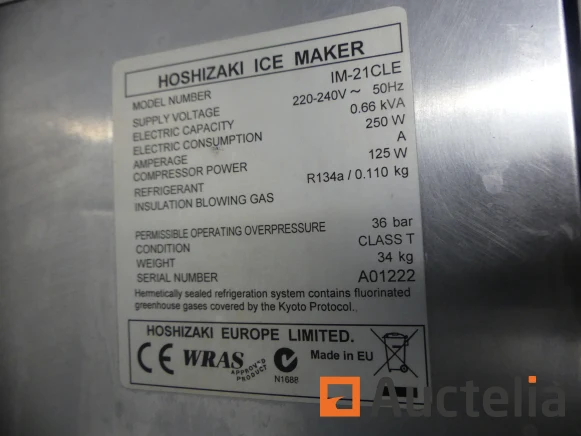 HOSHIZAKI ICE MAKER
MODEL NUMBER IM-21CLE
SUPPLY VOLTAGE 220-240V~ 50Hz
ELECTRIC CAPACITY 0.66 kVA
ELECTRIC CONSUMPTION 250 W
AMPERAGE A
COMPRESSOR POWER 125 W
REFRIGERANT R134a / 0.110 kg
INSULATION BLOWING GAS
PERMISSIBLE OPERATING OVERPRESSURE 36 bar
CONDITION CLASS T
WEIGHT 34 kg
SERIAL NUMBER A01222
Hermetically sealed refrigeration system contains fluorinated
greenhouse gases covered by the Kyoto Protocol.
HOSHIZAKI EUROPE LIMITED.
CE WRAS APPROVED PRODUCT N1688 Made in EU
Auctelia